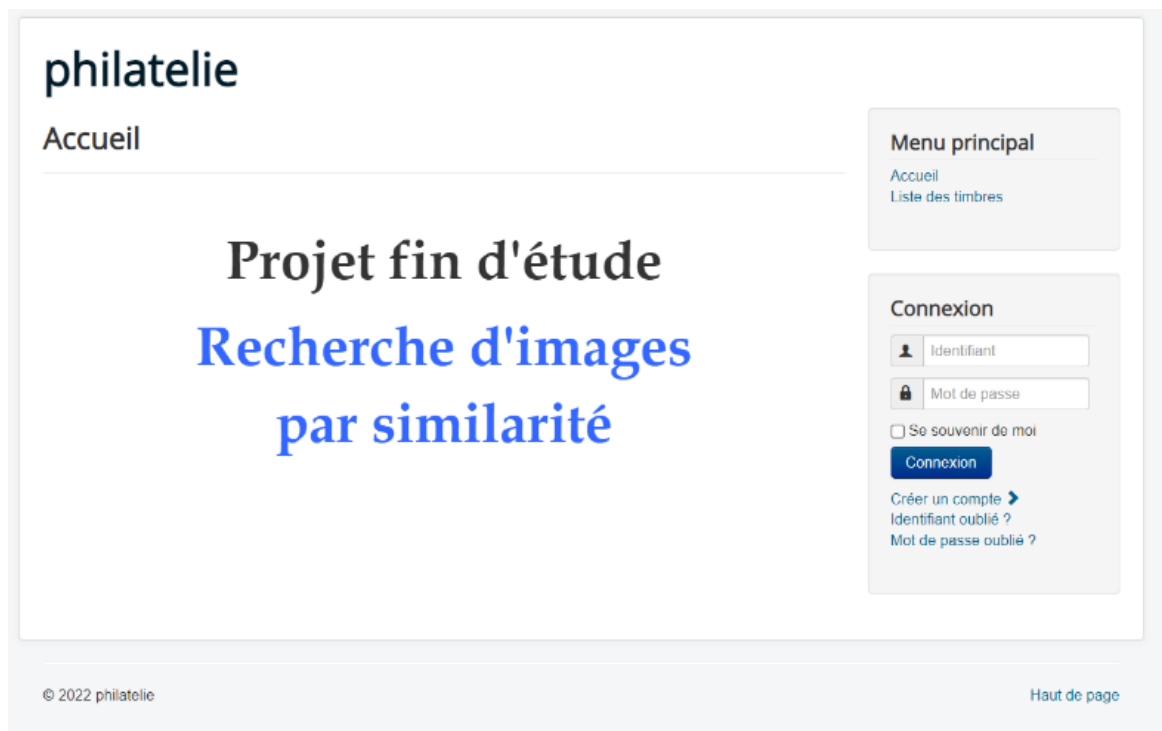 philatelie
Accueil
Projet fin d'étude
Recherche d'images
par similarité
Menu principal
Accueil
Liste des timbres
Connexion
Identifiant
Mot de passe
Se souvenir de moi
Connexion
Créer un compte
Identifiant oublié ?
Mot de passe oublié ?
© 2022 philatelie
Haut de page